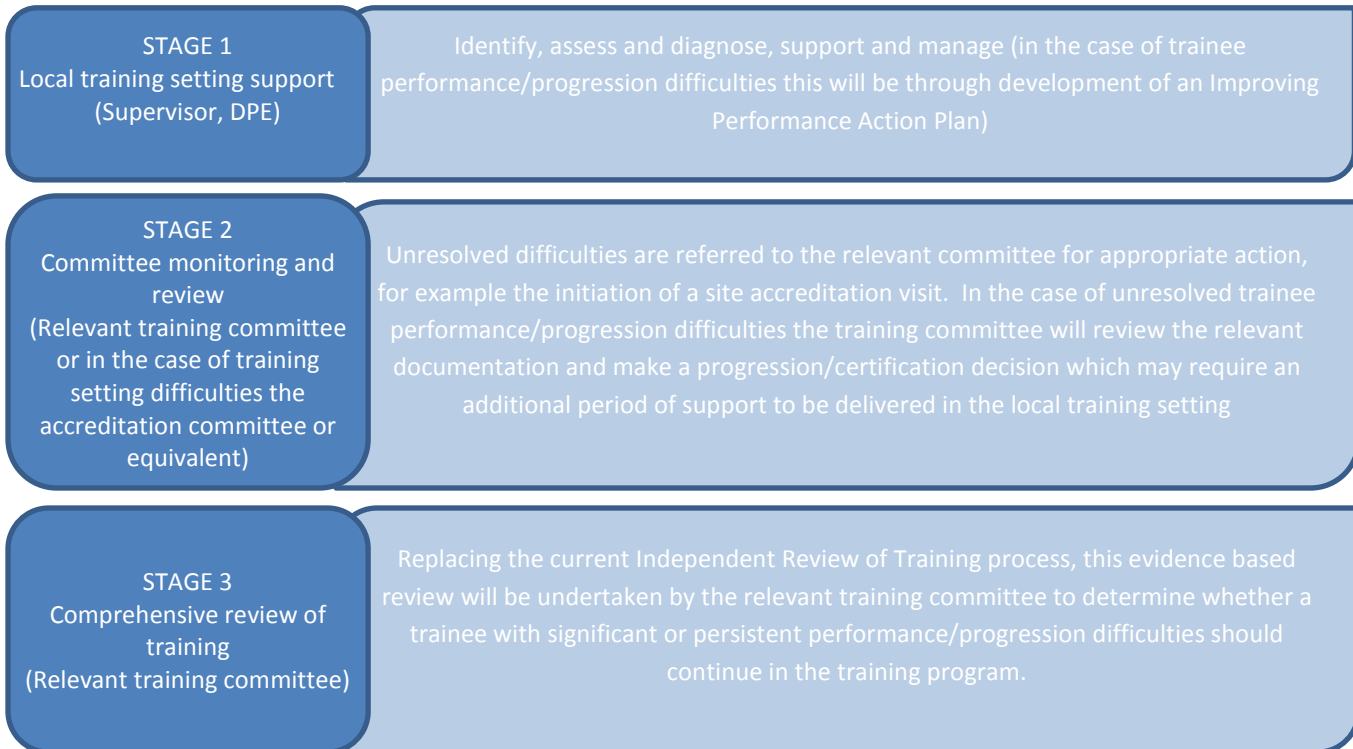 STAGE 1
Local training setting support
(Supervisor, DPE)
Identify, assess and diagnose, support and manage (in the case of trainee
performance/progression difficulties this will be through development of an Improving
Performance Action Plan)
STAGE 2
Committee monitoring and
review
(Relevant training committee
or in the case of training
setting difficulties the
accreditation committee or
equivalent)
Unresolved difficulties are referred to the relevant committee for appropriate action,
for example the initiation of a site accreditation visit.  In the case of unresolved trainee
performance/progression difficulties the training committee will review the relevant
documentation and make a progression/certification decision which may require an
additional period of support to be delivered in the local training setting
STAGE 3
Comprehensive review of
training
(Relevant training committee)
Replacing the current Independent Review of Training process, this evidence based
review will be undertaken by the relevant training committee to determine whether a
trainee with significant or persistent performance/progression difficulties should
continue in the training program.